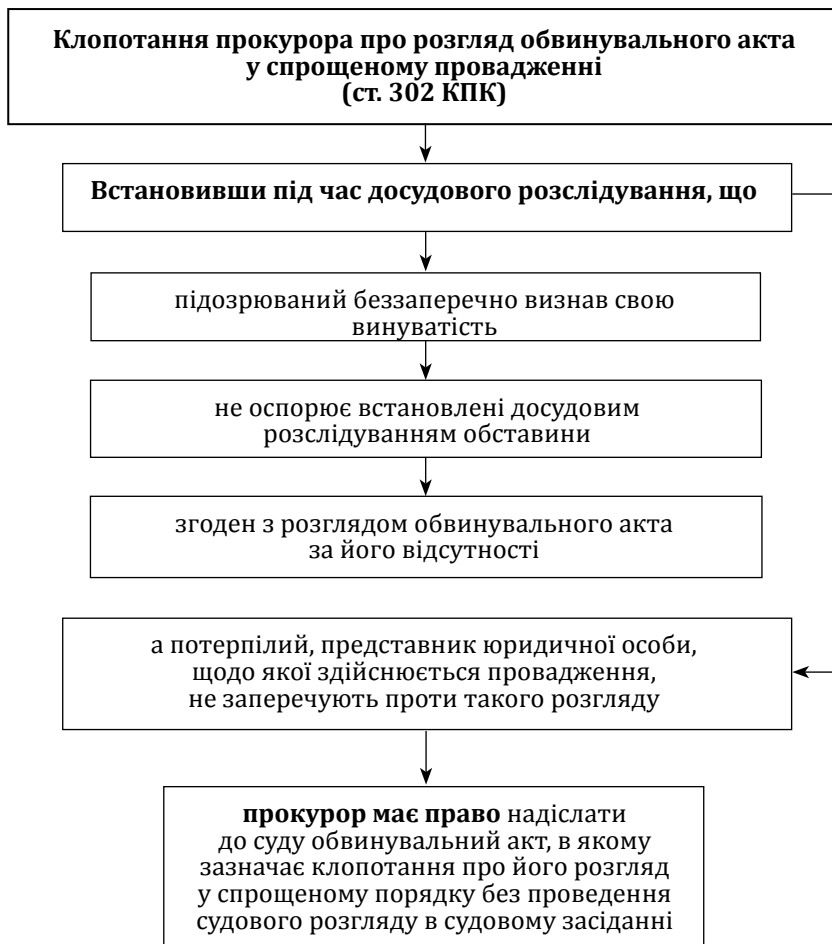 Клопотання прокурора про розгляд обвинувального акта
у спрощеному провадженні
(ст. 302 КПК)
Встановивши під час досудового розслідування, що
підозрюваний беззаперечно визнав свою
винуватість
не оспорює встановлені досудовим
розслідуванням обставини
згоден з розглядом обвинувального акта
за його відсутності
а потерпілий, представник юридичної особи,
щодо якої здійснюється провадження,
не заперечують проти такого розгляду
прокурор має право надіслати
до суду обвинувальний акт, в якому
зазначає клопотання про його розгляд
у спрощеному порядку без проведення
судового розгляду в судовому засіданні